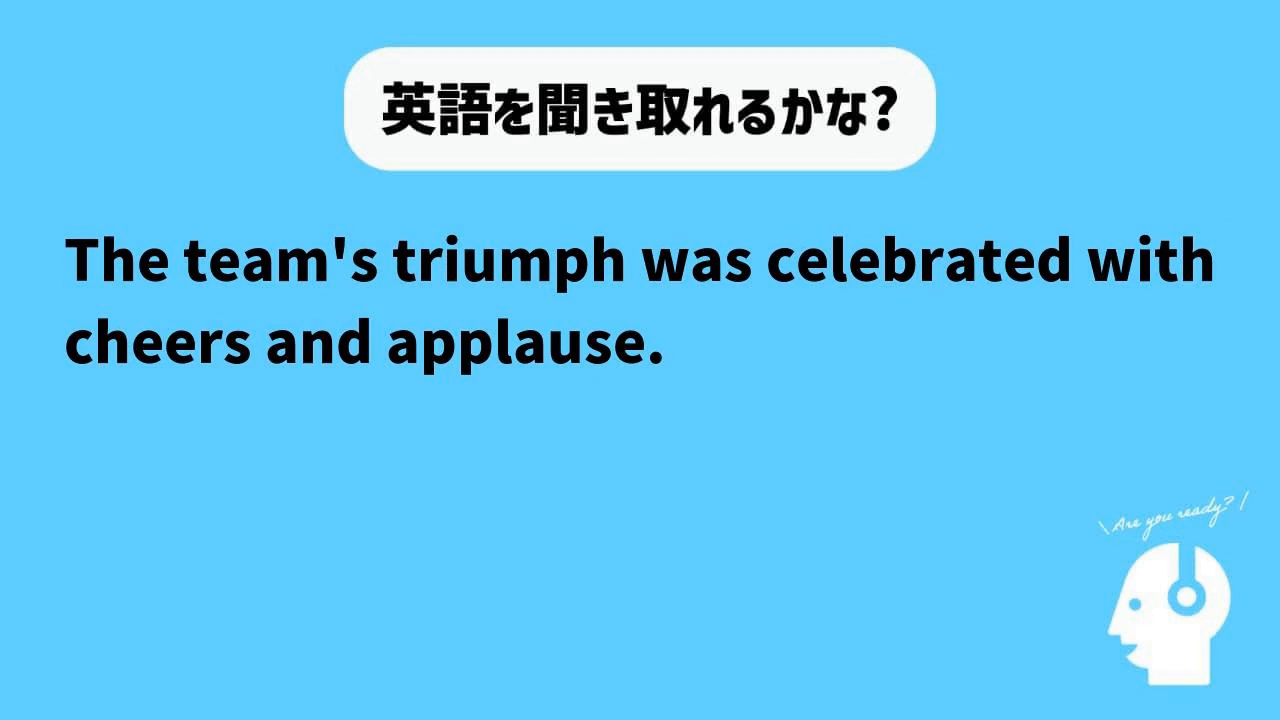 英語を聞き取れるかな?
The team's triumph was celebrated with
cheers and applause.
\ Are you ready? /